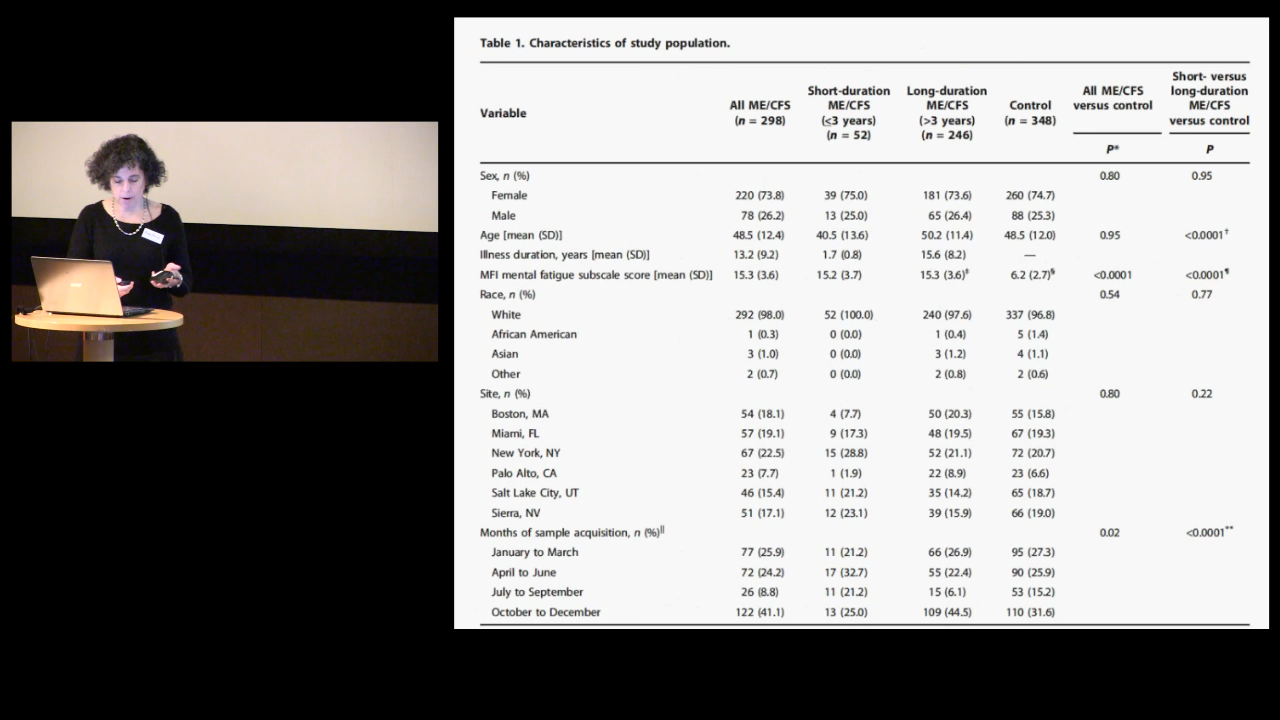 Table 1. Characteristics of study population.
Variable All ME/CFS (n = 298) Short-duration ME/CFS (≤3 years) (n = 52) Long-duration ME/CFS (>3 years) (n = 246) Control (n = 348) All ME/CFS versus control Short- versus long-duration ME/CFS versus control
P* P
Sex, n (%) 0.80 0.95
Female 220 (73.8) 39 (75.0) 181 (73.6) 260 (74.7)
Male 78 (26.2) 13 (25.0) 65 (26.4) 88 (25.3)
Age [mean (SD)] 48.5 (12.4) 40.5 (13.6) 50.2 (11.4) 48.5 (12.0) 0.95 <0.0001†
Illness duration, years [mean (SD)] 13.2 (9.2) 1.7 (0.8) 15.6 (8.2) —
MFI mental fatigue subscale score [mean (SD)] 15.3 (3.6) 15.2 (3.7) 15.3 (3.6)‡ 6.2 (2.7)§ <0.0001 <0.0001¶
Race, n (%) 0.54 0.77
White 292 (98.0) 52 (100.0) 240 (97.6) 337 (96.8)
African American 1 (0.3) 0 (0.0) 1 (0.4) 5 (1.4)
Asian 3 (1.0) 0 (0.0) 3 (1.2) 4 (1.1)
Other 2 (0.7) 0 (0.0) 2 (0.8) 2 (0.6)
Site, n (%) 0.80 0.22
Boston, MA 54 (18.1) 4 (7.7) 50 (20.3) 55 (15.8)
Miami, FL 57 (19.1) 9 (17.3) 48 (19.5) 67 (19.3)
New York, NY 67 (22.5) 15 (28.8) 52 (21.1) 72 (20.7)
Palo Alto, CA 23 (7.7) 1 (1.9) 22 (8.9) 23 (6.6)
Salt Lake City, UT 46 (15.4) 11 (21.2) 35 (14.2) 65 (18.7)
Sierra, NV 51 (17.1) 12 (23.1) 39 (15.9) 66 (19.0)
Months of sample acquisition, n (%)|| 0.02 <0.0001**
January to March 77 (25.9) 11 (21.2) 66 (26.9) 95 (27.3)
April to June 72 (24.2) 17 (32.7) 55 (22.4) 90 (25.9)
July to September 26 (8.8) 11 (21.2) 15 (6.1) 53 (15.2)
October to December 122 (41.1) 13 (25.0) 109 (44.5) 110 (31.6)